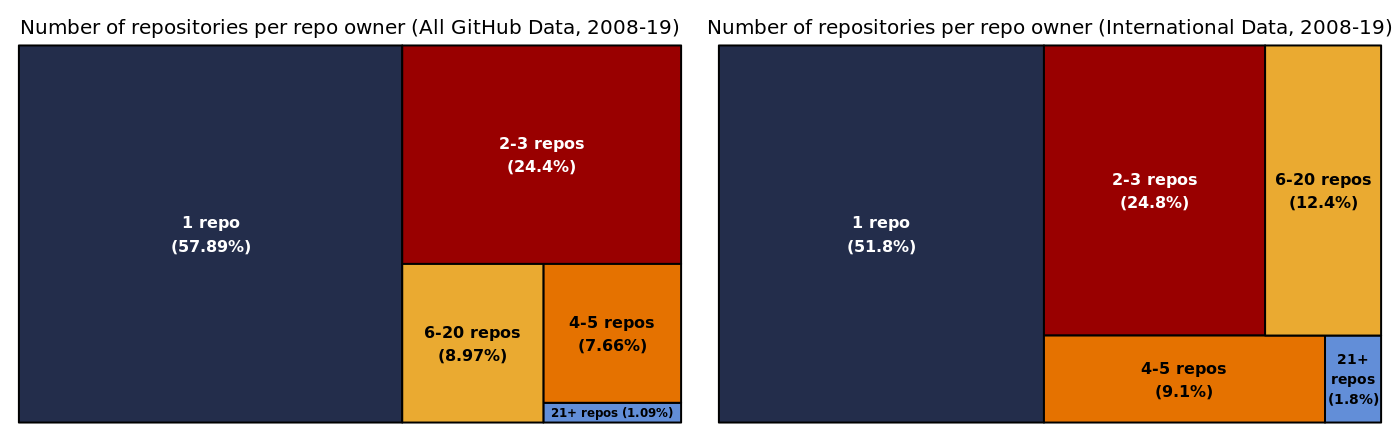 Number of repositories per repo owner (All GitHub Data, 2008-19)
1 repo
(57.89%)
2-3 repos
(24.4%)
6-20 repos
(8.97%)
4-5 repos
(7.66%)
21+ repos (1.09%)
Number of repositories per repo owner (International Data, 2008-19)
1 repo
(51.8%)
2-3 repos
(24.8%)
6-20 repos
(12.4%)
4-5 repos
(9.1%)
21+
repos
(1.8%)